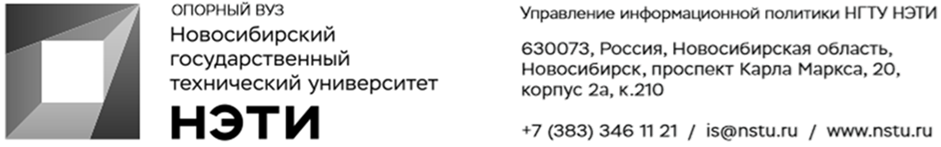 ОПОРНЫЙ ВУЗ
Новосибирский
государственный
технический университет
НЭТИ
Управление информационной политики НГТУ НЭТИ
630073, Россия, Новосибирская область,
Новосибирск, проспект Карла Маркса, 20,
корпус 2а, к.210
+7 (383) 346 11 21 / is@nstu.ru / www.nstu.ru